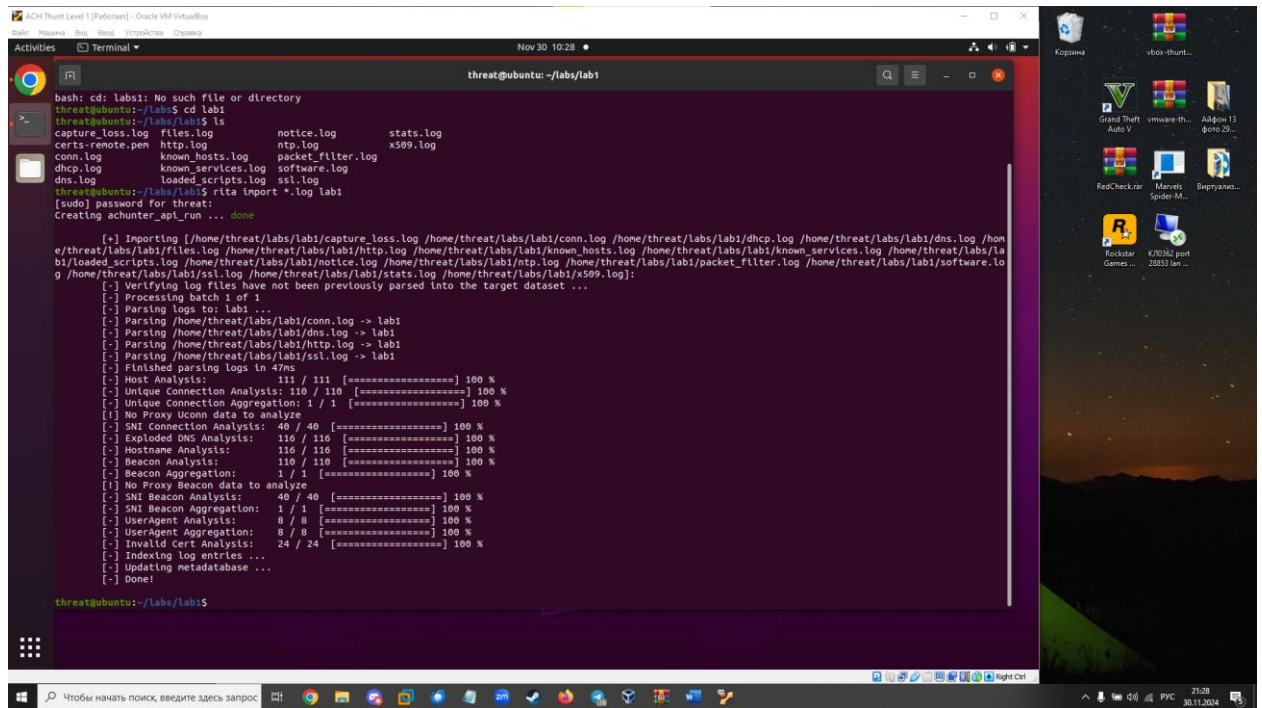 ACH Thunt Level 1 [Работает] - Oracle VM VirtualBox
Файл Машина Вид Ввод Устройства Справка
Activities Terminal Nov 30 10:28
threat@ubuntu: ~/labs/lab1
bash: cd: labs1: No such file or directory
threat@ubuntu:~/labs$ cd lab1
threat@ubuntu:~/labs/lab1$ ls
capture_loss.log files.log notice.log stats.log
certs-remote.pem http.log ntp.log x509.log
conn.log known_hosts.log packet_filter.log
dhcp.log known_services.log software.log
dns.log loaded_scripts.log ssl.log
threat@ubuntu:~/labs/lab1$ rita import *.log lab1
[sudo] password for threat:
Creating achunter_api_run ... done
[+] Importing [/home/threat/labs/lab1/capture_loss.log /home/threat/labs/lab1/conn.log /home/threat/labs/lab1/dhcp.log /home/threat/labs/lab1/dns.log /hom
e/threat/labs/lab1/files.log /home/threat/labs/lab1/http.log /home/threat/labs/lab1/known_hosts.log /home/threat/labs/lab1/known_services.log /home/threat/labs/la
b1/loaded_scripts.log /home/threat/labs/lab1/notice.log /home/threat/labs/lab1/ntp.log /home/threat/labs/lab1/packet_filter.log /home/threat/labs/lab1/software.lo
g /home/threat/labs/lab1/ssl.log /home/threat/labs/lab1/stats.log /home/threat/labs/lab1/x509.log]:
[-] Verifying log files have not been previously parsed into the target dataset ...
[-] Processing batch 1 of 1
[-] Parsing logs to: lab1 ...
[-] Parsing /home/threat/labs/lab1/conn.log -> lab1
[-] Parsing /home/threat/labs/lab1/dns.log -> lab1
[-] Parsing /home/threat/labs/lab1/http.log -> lab1
[-] Parsing /home/threat/labs/lab1/ssl.log -> lab1
[-] Finished parsing logs in 47ms
[-] Host Analysis: 111 / 111 [==================] 100 %
[-] Unique Connection Analysis: 110 / 110 [==================] 100 %
[-] Unique Connection Aggregation: 1 / 1 [==================] 100 %
[!] No Proxy Uconn data to analyze
[-] SNI Connection Analysis: 40 / 40 [==================] 100 %
[-] Exploded DNS Analysis: 116 / 116 [==================] 100 %
[-] Hostname Analysis: 116 / 116 [==================] 100 %
[-] Beacon Analysis: 110 / 110 [==================] 100 %
[-] Beacon Aggregation: 1 / 1 [==================] 100 %
[!] No Proxy Beacon data to analyze
[-] SNI Beacon Analysis: 40 / 40 [==================] 100 %
[-] SNI Beacon Aggregation: 1 / 1 [==================] 100 %
[-] UserAgent Analysis: 8 / 8 [==================] 100 %
[-] UserAgent Aggregation: 8 / 8 [==================] 100 %
[-] Invalid Cert Analysis: 24 / 24 [==================] 100 %
[-] Indexing log entries ...
[-] Updating metadatabase ...
[-] Done!
threat@ubuntu:~/labs/lab1$
Right Ctrl
Корзина vbox-thunt...
Grand Theft vmware-th... Айфон 13
Auto V фото 29...
RedCheck.rar Marvels Виртуализ...
Spider-M...
Rockstar КЛ0362 port
Games ... 28853 lan ...
Чтобы начать поиск, введите здесь запрос
zm
РУС
21:28
30.11.2024
5